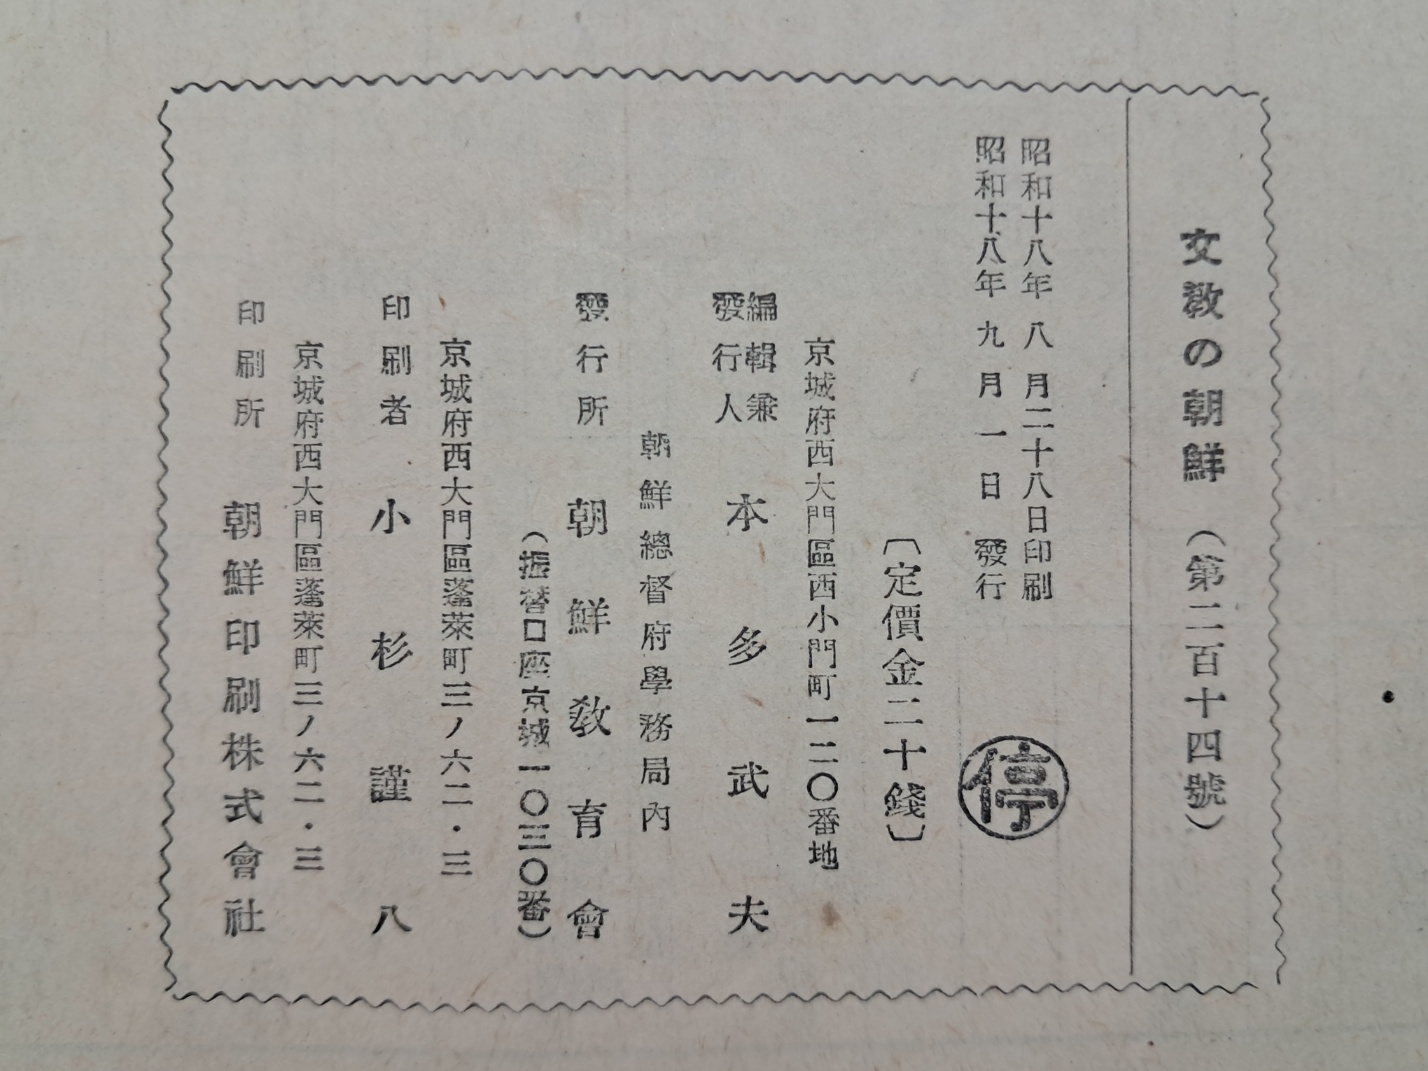 文教の朝鮮（第二百十四號）
昭和十八年八月二十八日印刷
昭和十八年九月一日發行
停
〔定價金二十錢〕
京城府西大門區西小門町一二〇番地
編輯兼
發行人 本多武夫
朝鮮總督府學務局內
發行所 朝鮮教育會
（振替口座京城一〇三〇番）
京城府西大門區蓬萊町三ノ六二・三
印刷者 小杉謹八
京城府西大門區蓬萊町三ノ六二・三
印刷所 朝鮮印刷株式會社